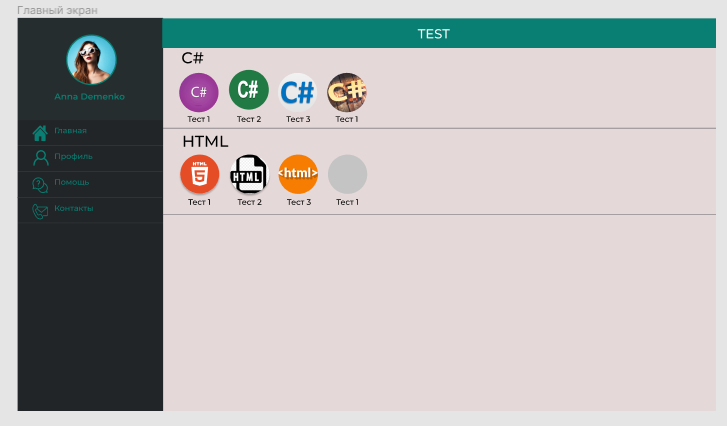 Главный экран
TEST
Anna Demenko
Главная
Профиль
Помощь
Контакты
C#
C#
C#
C#
C#
Тест 1
Тест 2
Тест 3
Тест 1
HTML
HTML
5
HTML
<html>
Тест 1
Тест 2
Тест 3
Тест 1